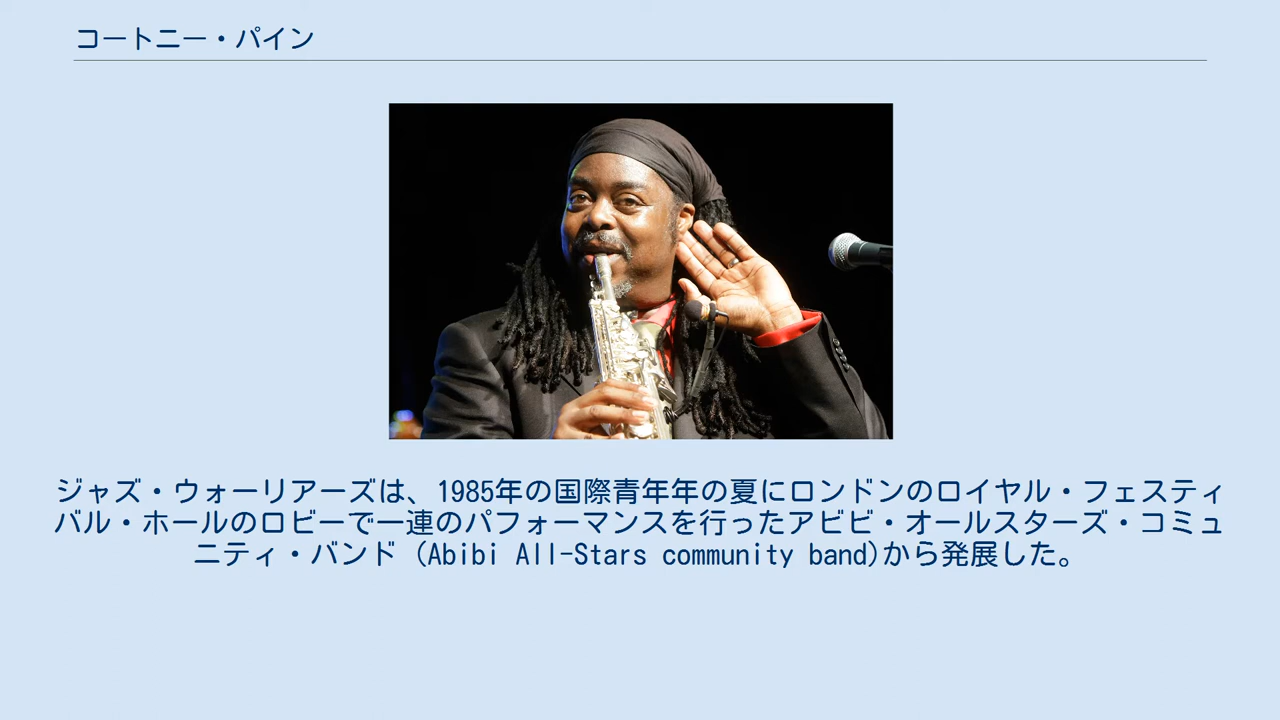 コートニー・パイン
ジャズ・ウォーリアーズは、1985年の国際青年年の夏にロンドンのロイヤル・フェスティ
バル・ホールのロビーで一連のパフォーマンスを行ったアビビ・オールスターズ・コミュ
ニティ・バンド (Abibi All-Stars community band)から発展した。